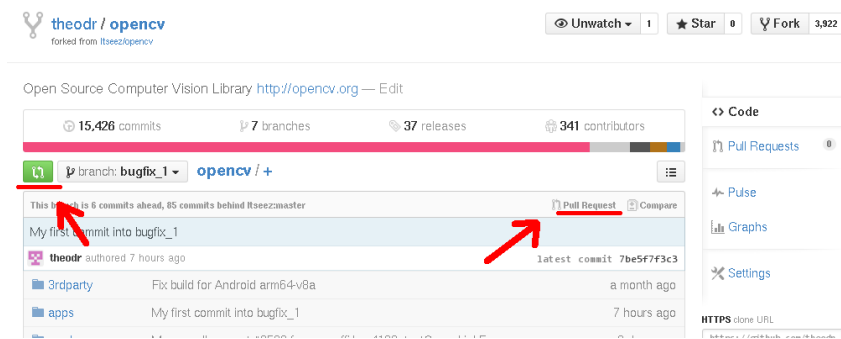 theodr / opencv
forked from Itseez/opencv
Unwatch 1 Star 0 Fork 3,922
Open Source Computer Vision Library http://opencv.org — Edit
15,426 commits 7 branches 37 releases 341 contributors
branch: bugfix_1 opencv / +
This branch is 6 commits ahead, 85 commits behind Itseez:master Pull Request Compare
My first commit into bugfix_1
theodr authored 7 hours ago latest commit 7be5f7f3c3
3rdparty Fix build for Android arm64-v8a a month ago
apps My first commit into bugfix_1 7 hours ago
Code
Pull Requests 0
Pulse
Graphs
Settings
HTTPS clone URL